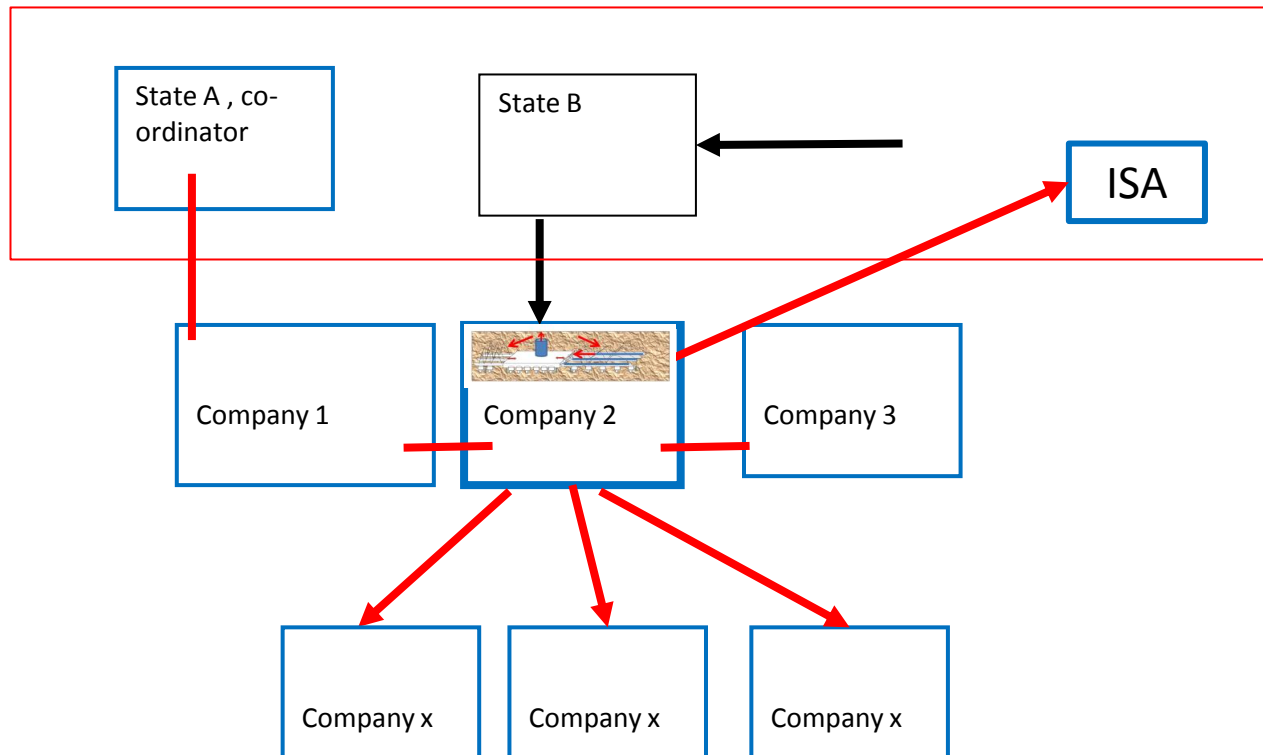 State A , co-
ordinator
State B
ISA
Company 1
Company 2
Company 3
Company x
Company x
Company x